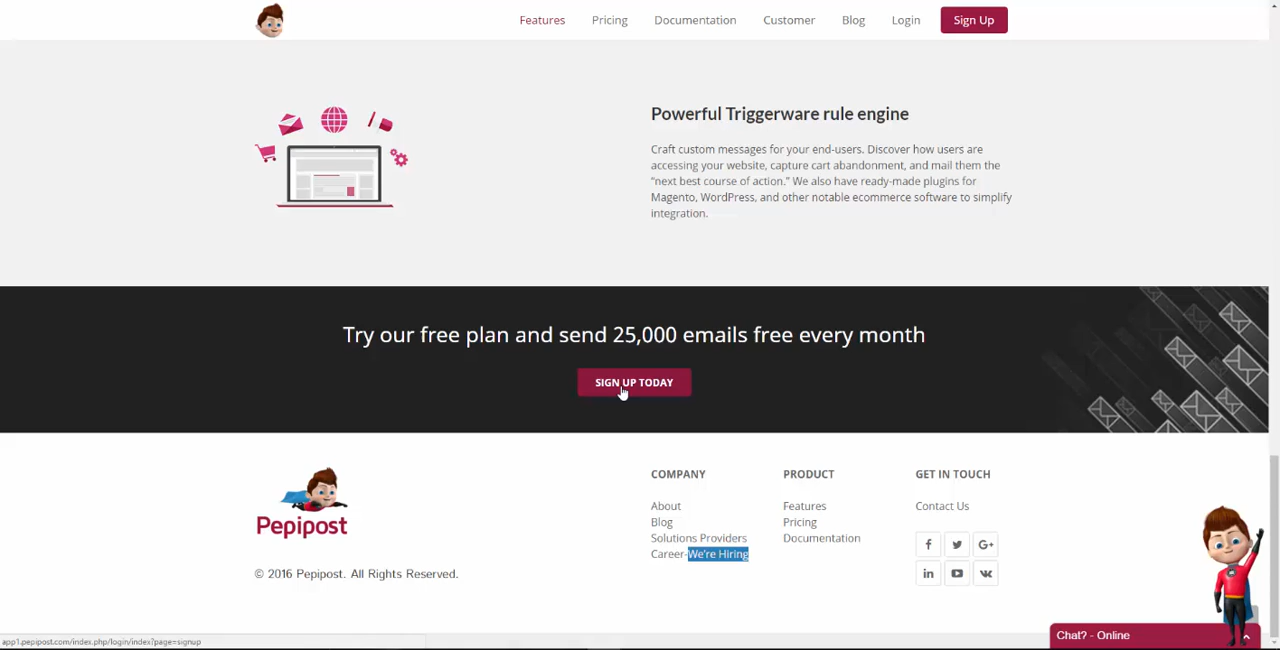 Features Pricing Documentation Customer Blog Login Sign Up
Powerful Triggerware rule engine
Craft custom messages for your end-users. Discover how users are
accessing your website, capture cart abandonment, and mail them the
“next best course of action.” We also have ready-made plugins for
Magento, WordPress, and other notable ecommerce software to simplify
integration.
Try our free plan and send 25,000 emails free every month
SIGN UP TODAY
Pepipost
© 2016 Pepipost. All Rights Reserved.
COMPANY
About
Blog
Solutions Providers
Career-We're Hiring
PRODUCT
Features
Pricing
Documentation
GET IN TOUCH
Contact Us
f
G+
in
Chat? - Online
app1.pepipost.com/index.php/login/index?page=signup